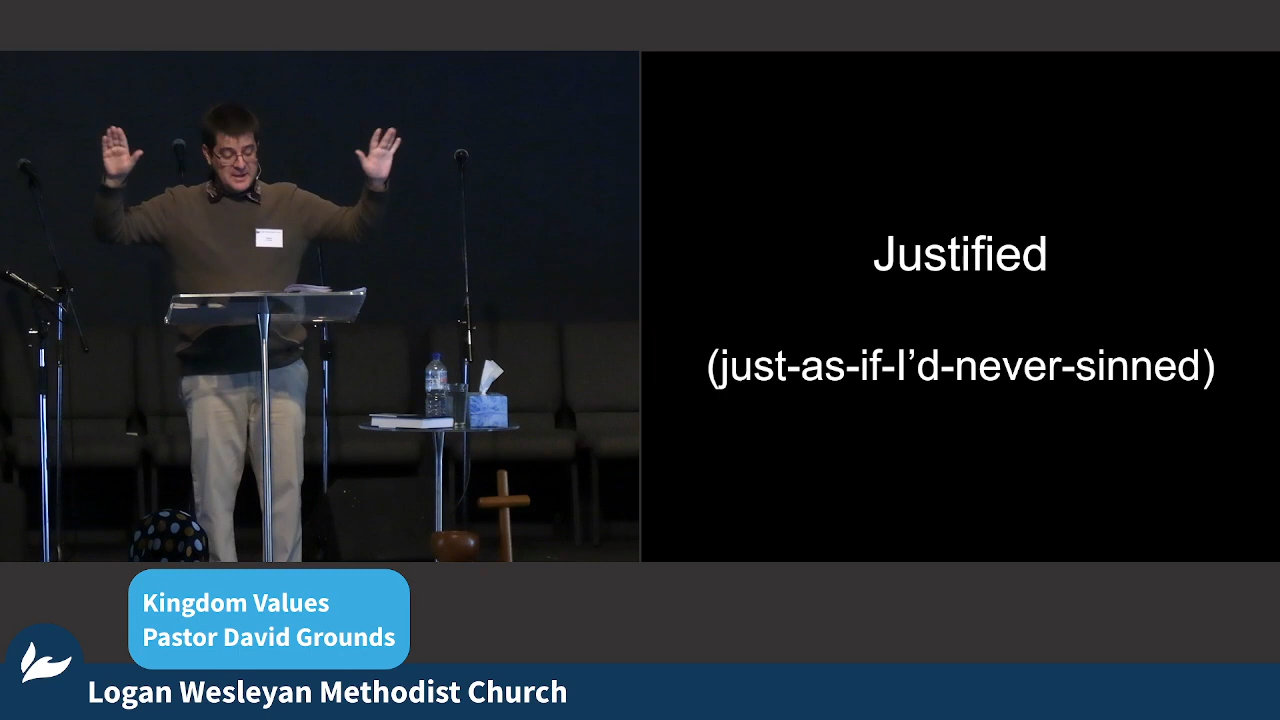 Justified
(just-as-if-I’d-never-sinned)
Kingdom Values
Pastor David Grounds
Logan Wesleyan Methodist Church